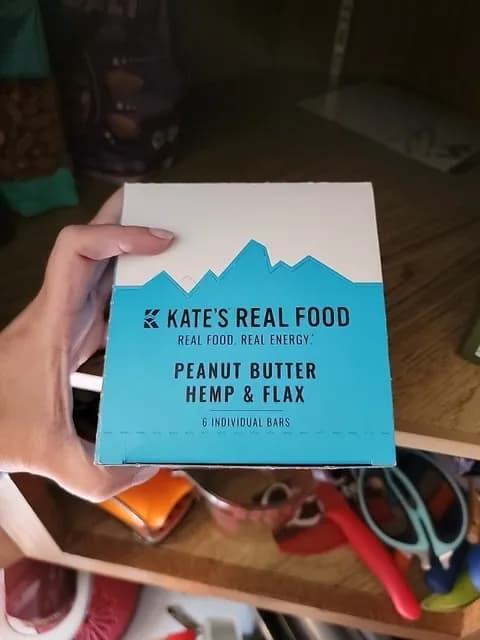 KATE'S REAL FOOD
REAL FOOD, REAL ENERGY.
PEANUT BUTTER
HEMP & FLAX
6 INDIVIDUAL BARS